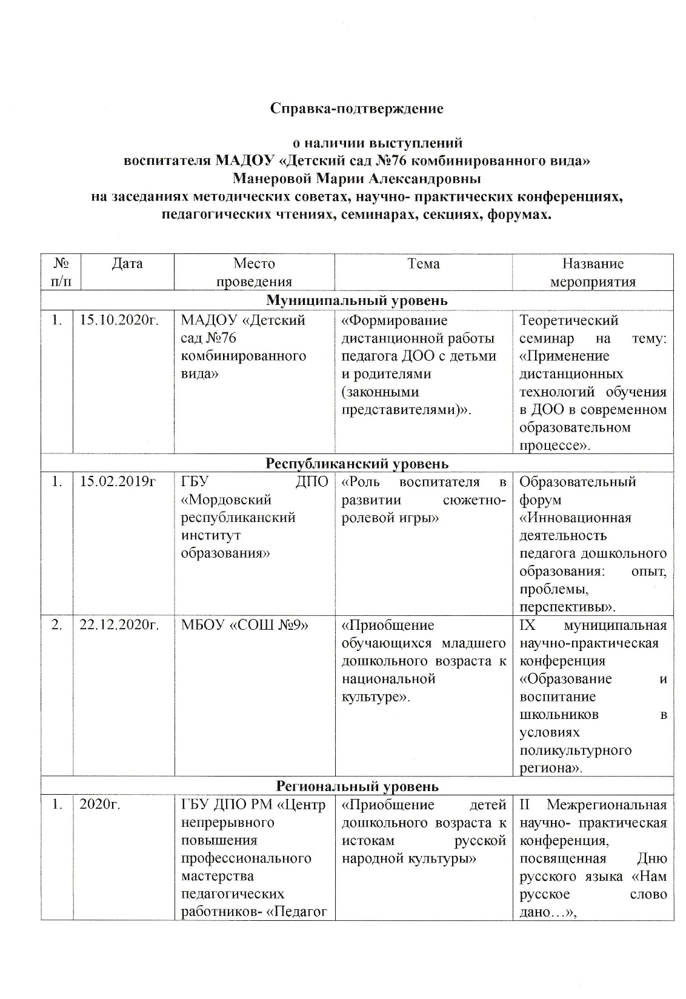 Справка-подтверждение
о наличии выступлений
воспитателя МАДОУ «Детский сад №76 комбинированного вида»
Манеровой Марии Александровны
на заседаниях методических советах, научно- практических конференциях,
педагогических чтениях, семинарах, секциях, форумах.
№
п/п
Дата
Место
проведения
Тема
Название
мероприятия
Муниципальный уровень
1.
15.10.2020г.
МАДОУ «Детский
сад №76
комбинированного
вида»
«Формирование
дистанционной работы
педагога ДОО с детьми
и родителями
(законными
представителями)».
Теоретический
семинар на тему:
«Применение
дистанционных
технологий обучения
в ДОО в современном
образовательном
процессе».
Республиканский уровень
1.
15.02.2019г
ГБУ ДПО
«Мордовский
республиканский
институт
образования»
«Роль воспитателя в
развитии сюжетно-
ролевой игры»
Образовательный
форум
«Инновационная
деятельность
педагога дошкольного
образования: опыт,
проблемы,
перспективы».
2.
22.12.2020г.
МБОУ «СОШ №9»
«Приобщение
обучающихся младшего
дошкольного возраста к
национальной
культуре».
IX муниципальная
научно-практическая
конференция
«Образование и
воспитание
школьников в
условиях
поликультурного
региона».
Региональный уровень
1.
2020г.
ГБУ ДПО РМ «Центр
непрерывного
повышения
профессионального
мастерства
педагогических
работников- «Педагог
«Приобщение детей
дошкольного возраста к
истокам русской
народной культуры»
II Межрегиональная
научно- практическая
конференция,
посвященная Дню
русского языка «Нам
русское слово
дано…»,